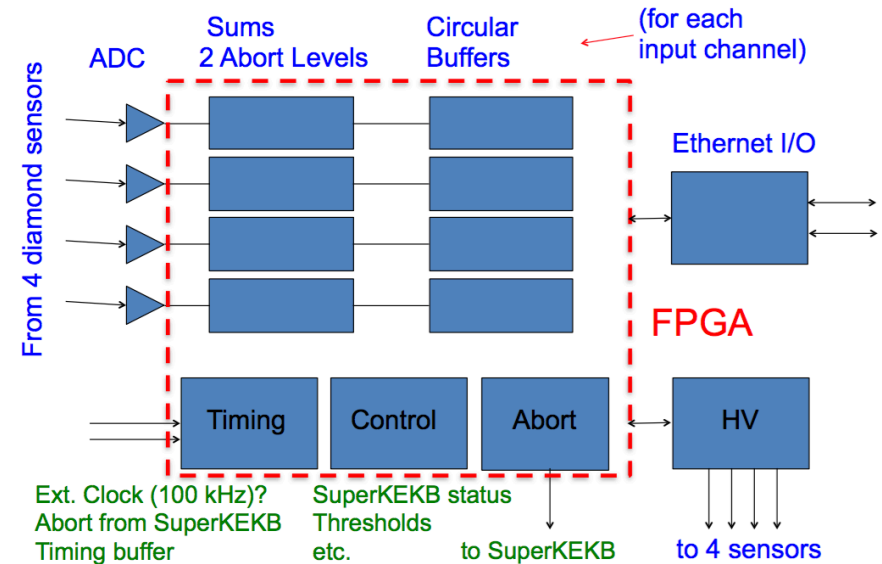 Sums
2 Abort Levels
Circular
Buffers
(for each
input channel)
ADC
From 4 diamond sensors
Ethernet I/O
FPGA
Timing
Control
Abort
HV
Ext. Clock (100 kHz)?
Abort from SuperKEKB
Timing buffer
SuperKEKB status
Thresholds
etc.
to SuperKEKB
to 4 sensors